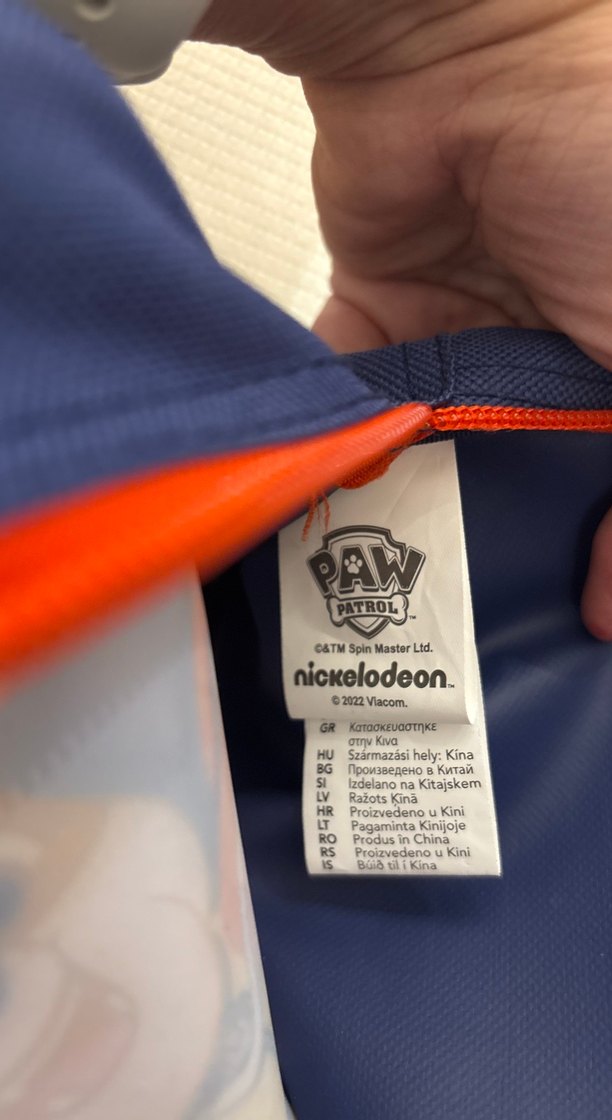 PAW
PATROL™
©&TM Spin Master Ltd.
nickelodeon™
© 2022 Viacom.
GR Κατασκευάστηκε
στην Κίνα
HU Származási hely: Kína
BG Произведено в Китай
SI Izdelano na Kitajskem
LV Ražots Ķīnā
HR Proizvedeno u Kini
LT Pagaminta Kinijoje
RO Produs în China
RS Proizvedeno u Kini
IS Búið til í Kína